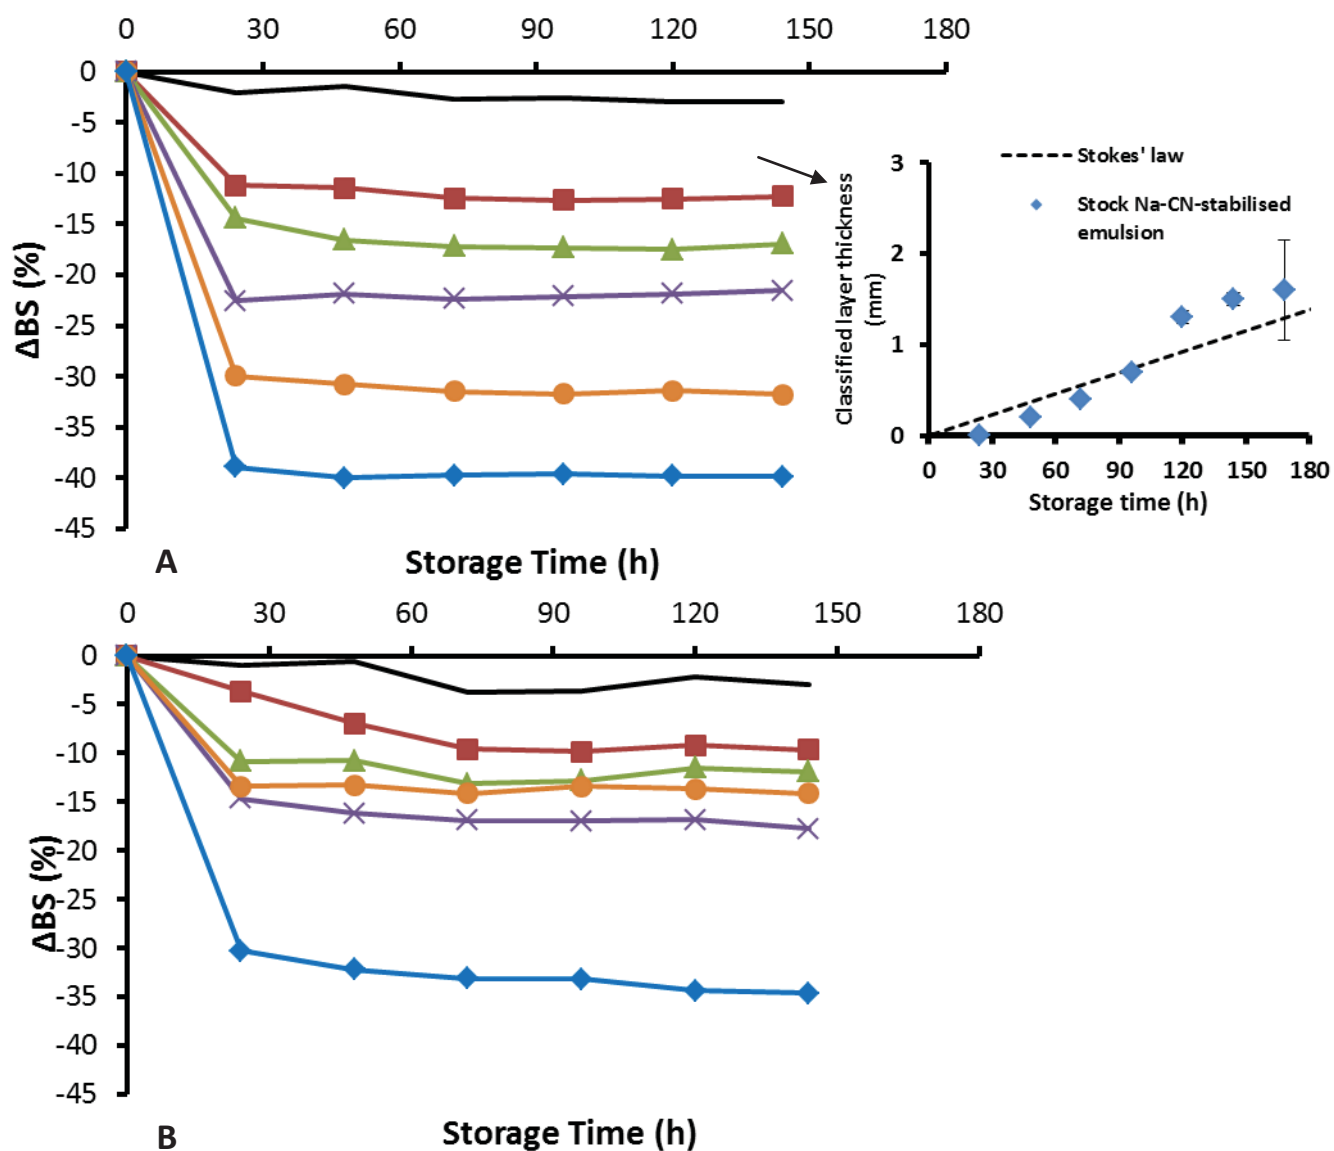 0 30 60 90 120 150 180
0
-5
-10
-15
-20
-25
-30
-35
-40
-45
ΔBS (%)
A
Storage Time (h)
3
2
1
0
Classified layer thickness
(mm)
Stokes' law
Stock Na-CN-stabilised
emulsion
0 30 60 90 120 150 180
Storage time (h)
0 30 60 90 120 150 180
0
-5
-10
-15
-20
-25
-30
-35
-40
-45
ΔBS (%)
B
Storage Time (h)